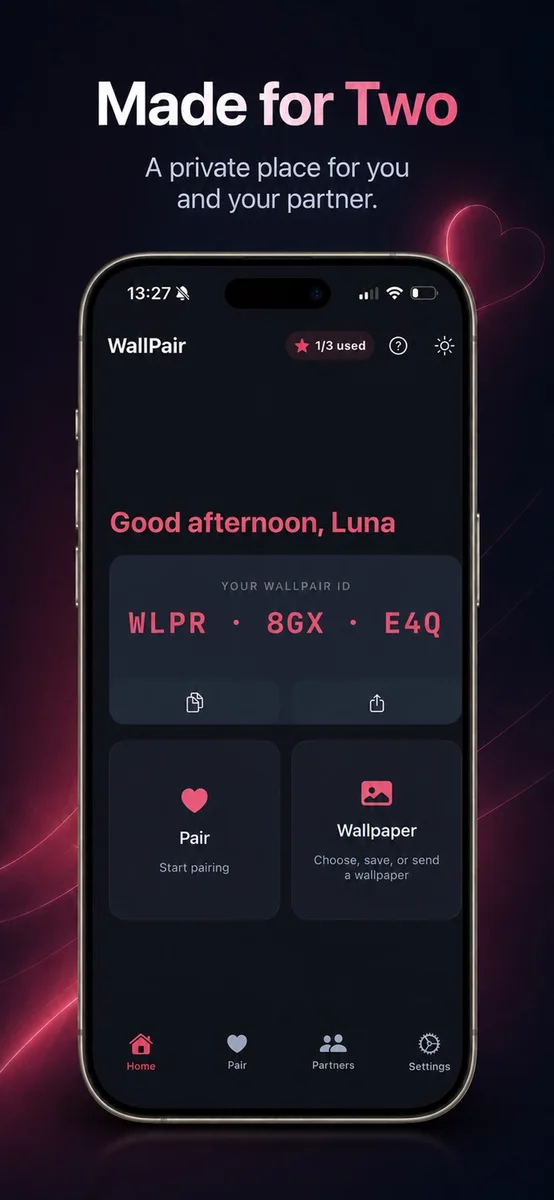 Made for Two
A private place for you
and your partner.
13:27
WallPair
1/3 used
?
Good afternoon, Luna
YOUR WALLPAIR ID
WLPR · 8GX · E4Q
Pair
Start pairing
Wallpaper
Choose, save, or send
a wallpaper
Home
Pair
Partners
Settings